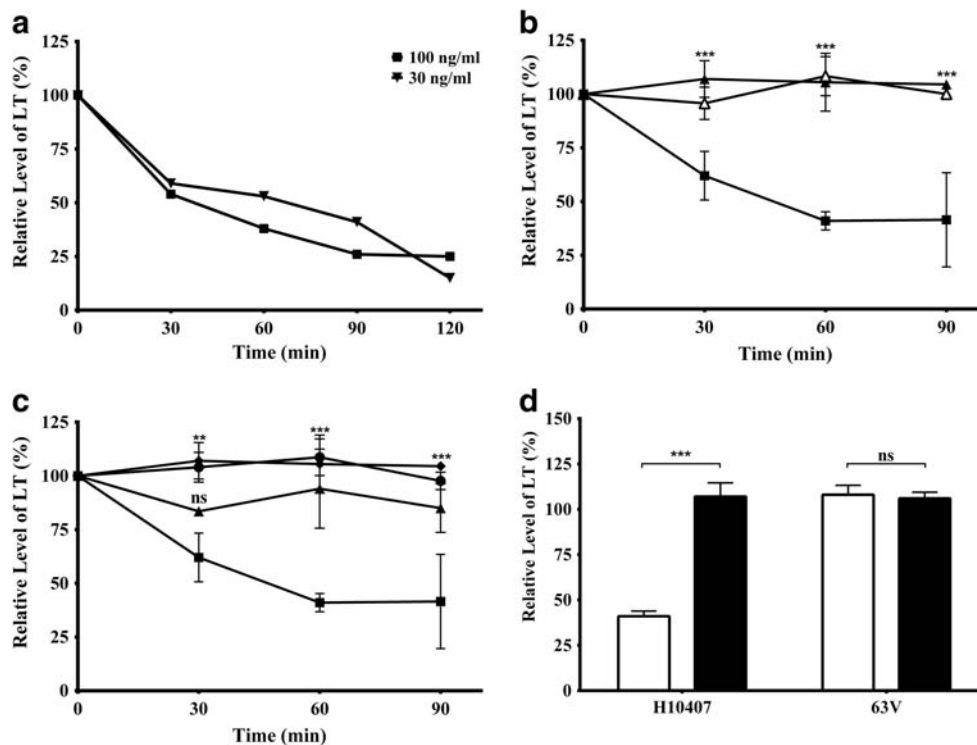 a
125
100
75
50
25
0
Relative Level of LT (%)
100 ng/ml
30 ng/ml
0 30 60 90 120
Time (min)
b
125
100
75
50
25
0
Relative Level of LT (%)
*** *** ***
0 30 60 90
Time (min)
c
125
100
75
50
25
0
Relative Level of LT (%)
** *** ***
ns
0 30 60 90
Time (min)
d
150
125
100
75
50
25
0
Relative Level of LT (%)
*** ns
H10407 63V